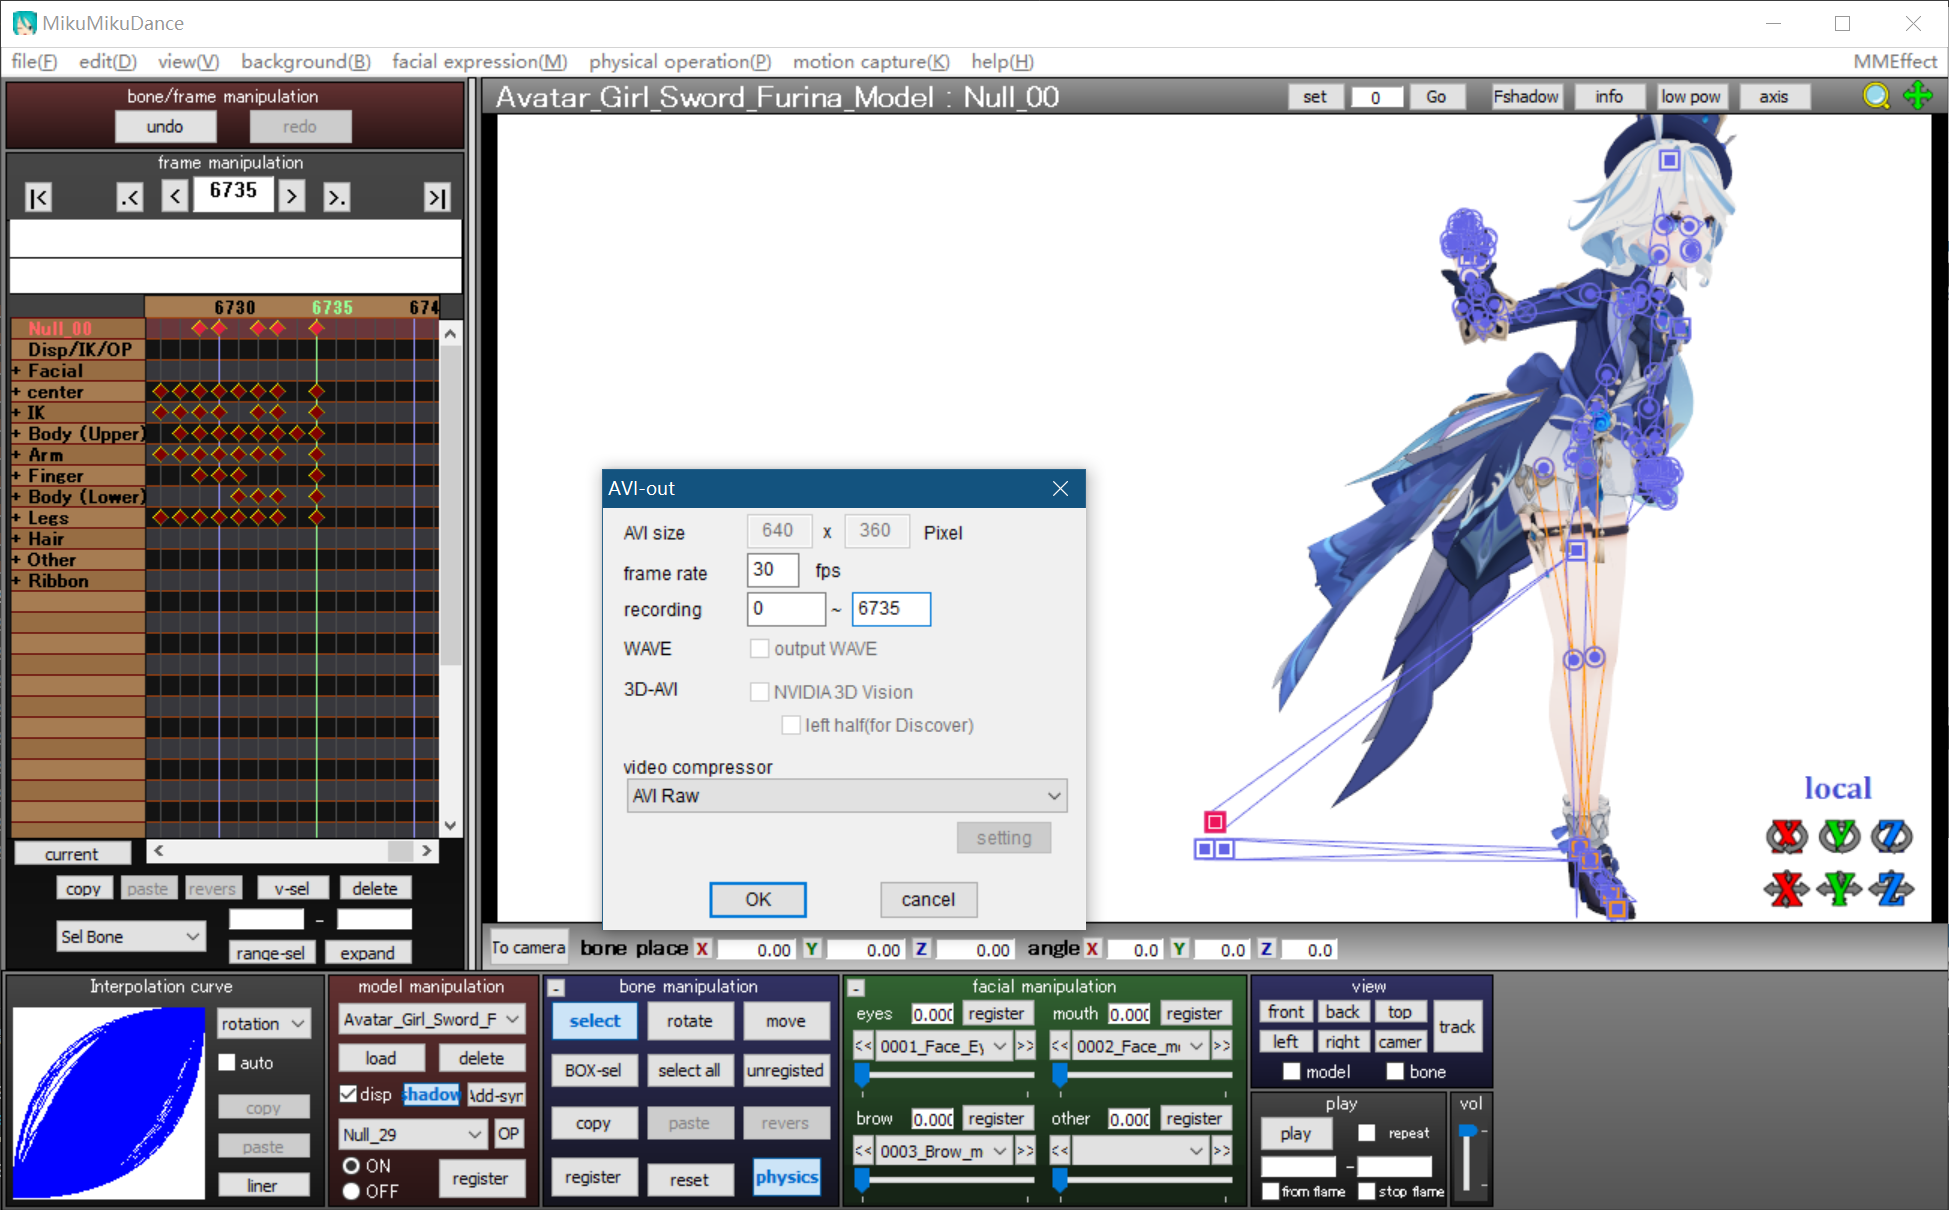 MikuMikuDance
file(F) edit(D) view(V) background(B) facial expression(M) physical operation(P) motion capture(K) help(H) MMEffect
bone/frame manipulation
undo redo
frame manipulation
|< .< < 6735 > >. >|
6730 6735 674
Null_00
Disp/IK/OP
+ Facial
+ center
+ IK
+ Body (Upper)
+ Arm
+ Finger
+ Body (Lower)
+ Legs
+ Hair
+ Other
+ Ribbon
current < >
copy paste revers v-sel delete
Sel Bone -
range-sel expand
Avatar_Girl_Sword_Furina_Model : Null_00
set 0 Go Fshadow info low pow axis
AVI-out
AVI size 640 x 360 Pixel
frame rate 30 fps
recording 0 ~ 6735
WAVE output WAVE
3D-AVI NVIDIA 3D Vision
left half(for Discover)
video compressor
AVI Raw
setting
OK cancel
local
X Y Z
X Y Z
To camera bone place X 0.00 Y 0.00 Z 0.00 angle X 0.0 Y 0.0 Z 0.0
Interpolation curve
rotation
auto
copy
paste
liner
model manipulation
Avatar_Girl_Sword_F
load delete
disp shadow Add-syn
Null_29 OP
ON
OFF
register
- bone manipulation
select rotate move
BOX-sel select all unregisted
copy paste revers
register reset physics
- facial manipulation
eyes 0.000 register mouth 0.000 register
<< 0001_Face_Ey >> << 0002_Face_m >>
brow 0.000 register other 0.000 register
<< 0003_Brow_m >> << >>
view
front back top
left right camer track
model bone
play
play repeat
-
from flame stop flame
vol